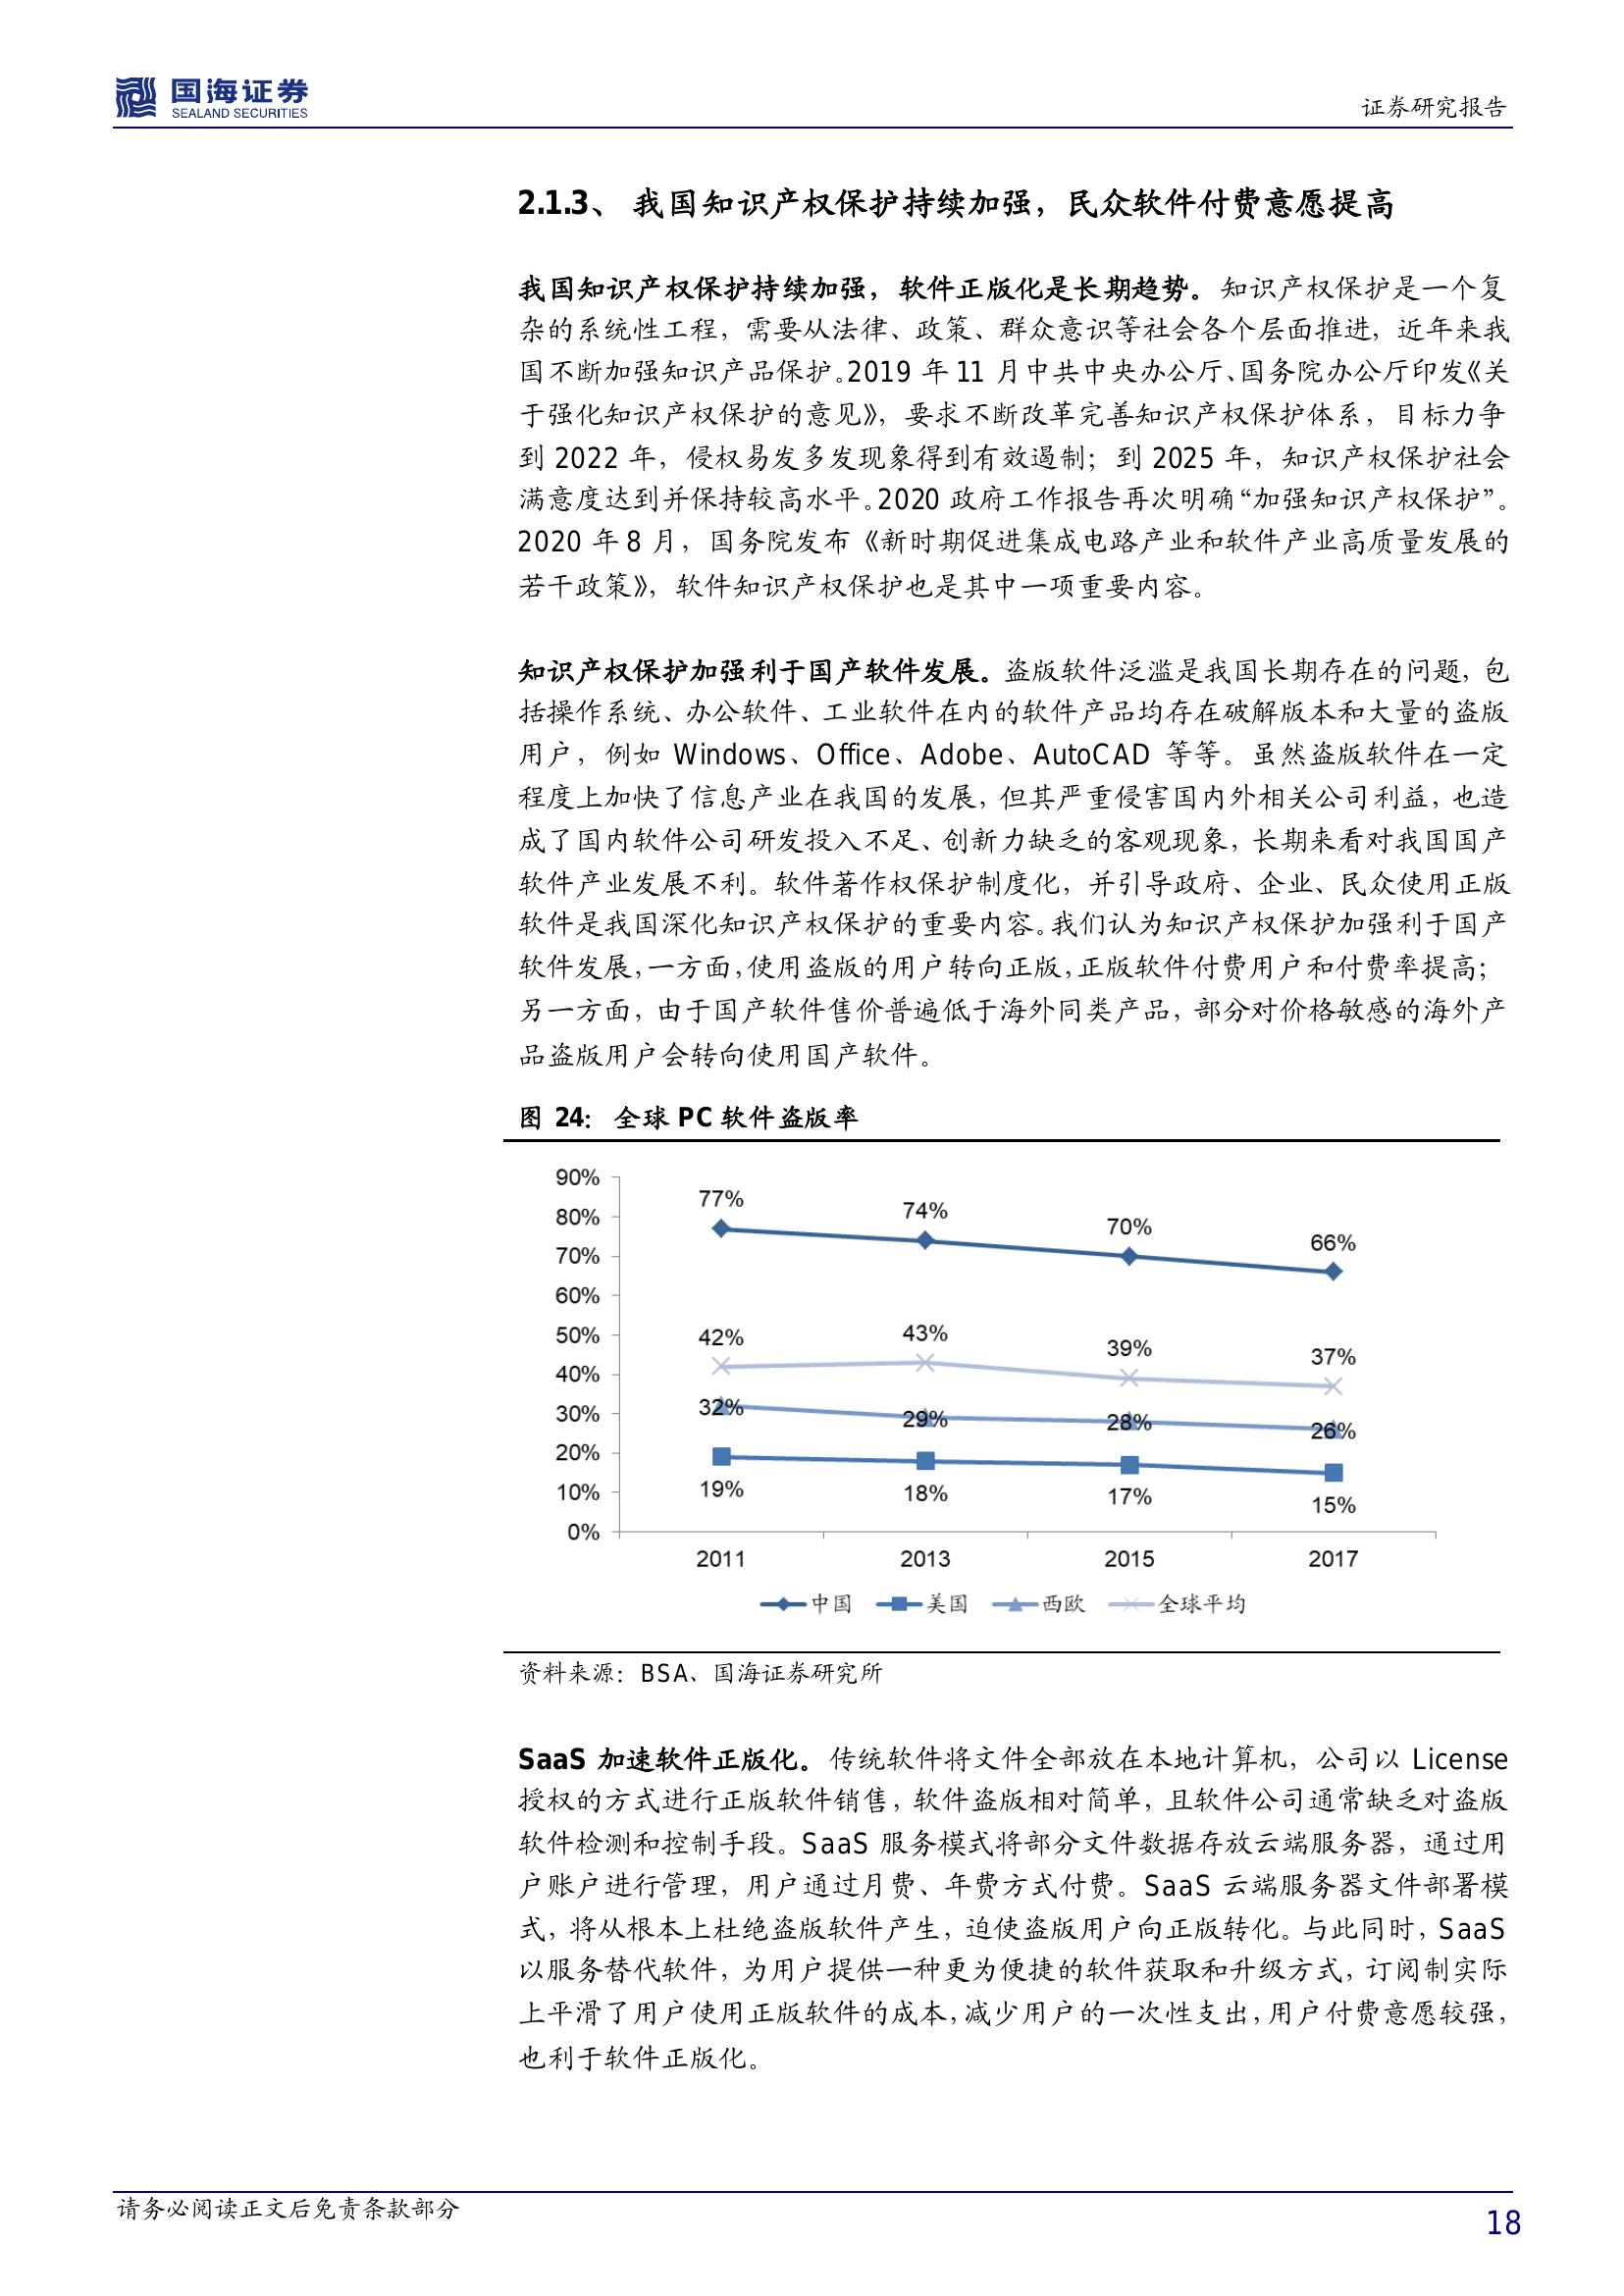 国海证券
SEALAND SECURITIES
证券研究报告
2.1.3、 我国知识产权保护持续加强，民众软件付费意愿提高
我国知识产权保护持续加强，软件正版化是长期趋势。知识产权保护是一个复
杂的系统性工程，需要从法律、政策、群众意识等社会各个层面推进，近年来我
国不断加强知识产品保护。2019 年 11 月中共中央办公厅、国务院办公厅印发《关
于强化知识产权保护的意见》，要求不断改革完善知识产权保护体系，目标力争
到 2022 年，侵权易发多发现象得到有效遏制；到 2025 年，知识产权保护社会
满意度达到并保持较高水平。2020 政府工作报告再次明确“加强知识产权保护”。
2020 年 8 月，国务院发布《新时期促进集成电路产业和软件产业高质量发展的
若干政策》，软件知识产权保护也是其中一项重要内容。
知识产权保护加强利于国产软件发展。盗版软件泛滥是我国长期存在的问题，包
括操作系统、办公软件、工业软件在内的软件产品均存在破解版本和大量的盗版
用户，例如 Windows、Office、Adobe、AutoCAD 等等。虽然盗版软件在一定
程度上加快了信息产业在我国的发展，但其严重侵害国内外相关公司利益，也造
成了国内软件公司研发投入不足、创新力缺乏的客观现象，长期来看对我国国产
软件产业发展不利。软件著作权保护制度化，并引导政府、企业、民众使用正版
软件是我国深化知识产权保护的重要内容。我们认为知识产权保护加强利于国产
软件发展，一方面，使用盗版的用户转向正版，正版软件付费用户和付费率提高；
另一方面，由于国产软件售价普遍低于海外同类产品，部分对价格敏感的海外产
品盗版用户会转向使用国产软件。
图 24： 全球 PC 软件盗版率
90%
80%
70%
60%
50%
40%
30%
20%
10%
0%
77% 74% 70% 66%
42% 43% 39% 37%
32% 29% 28% 26%
19% 18% 17% 15%
2011 2013 2015 2017
中国 美国 西欧 全球平均
资料来源：BSA、国海证券研究所
SaaS 加速软件正版化。传统软件将文件全部放在本地计算机，公司以 License
授权的方式进行正版软件销售，软件盗版相对简单，且软件公司通常缺乏对盗版
软件检测和控制手段。SaaS 服务模式将部分文件数据存放云端服务器，通过用
户账户进行管理，用户通过月费、年费方式付费。SaaS 云端服务器文件部署模
式，将从根本上杜绝盗版软件产生，迫使盗版用户向正版转化。与此同时，SaaS
以服务替代软件，为用户提供一种更为便捷的软件获取和升级方式，订阅制实际
上平滑了用户使用正版软件的成本，减少用户的一次性支出，用户付费意愿较强，
也利于软件正版化。
请务必阅读正文后免责条款部分
18